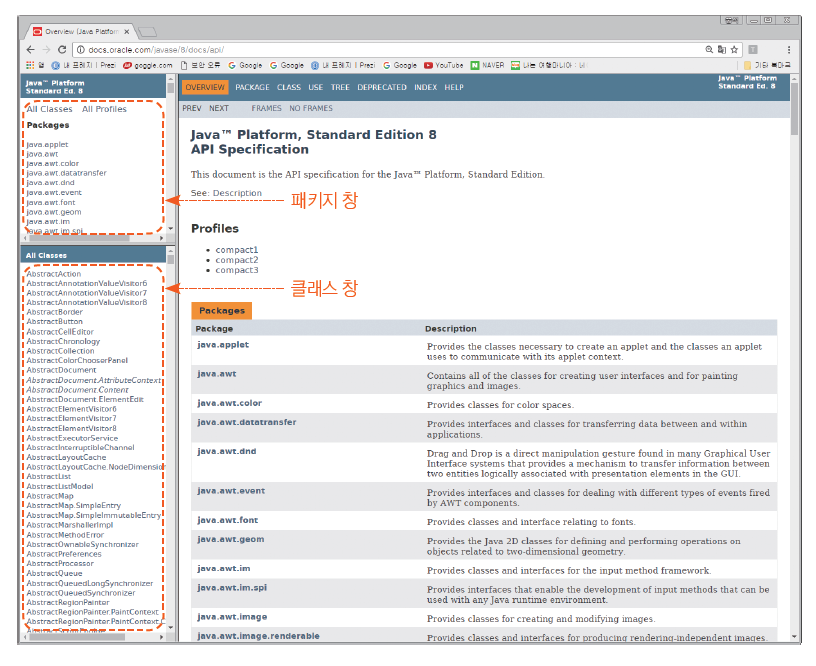 Overview (Java Platform
docs.oracle.com/javase/8/docs/api/
앱
내 프레지 | Prezi
goggle.com
보안 오류
Google
Google
내 프레지 | Prezi
Google
YouTube
NAVER
기타 북마크
Java™ Platform
Standard Ed. 8
All Classes All Profiles
Packages
java.applet
java.awt
java.awt.color
java.awt.datatransfer
java.awt.dnd
java.awt.event
java.awt.font
java.awt.geom
java.awt.im
java.awt.im.spi
패키지 창
All Classes
AbstractAction
AbstractAnnotationValueVisitor6
AbstractAnnotationValueVisitor7
AbstractAnnotationValueVisitor8
AbstractBorder
AbstractButton
AbstractCellEditor
AbstractChronology
AbstractCollection
AbstractColorChooserPanel
AbstractDocument
AbstractDocument.AttributeContext
AbstractDocument.Content
AbstractDocument.ElementEdit
AbstractElementVisitor6
AbstractElementVisitor7
AbstractElementVisitor8
AbstractExecutorService
AbstractInterruptibleChannel
AbstractLayoutCache
AbstractLayoutCache.NodeDimension
AbstractList
AbstractListModel
AbstractMap
AbstractMap.SimpleEntry
AbstractMap.SimpleImmutableEntry
AbstractMarshallerImpl
AbstractMethodError
AbstractOwnableSynchronizer
AbstractPreferences
AbstractProcessor
AbstractQueue
AbstractQueuedLongSynchronizer
AbstractQueuedSynchronizer
AbstractRegionPainter
AbstractRegionPainter.PaintContext
AbstractRegionPainter.PaintContext.C
클래스 창
OVERVIEW PACKAGE CLASS USE TREE DEPRECATED INDEX HELP
Java™ Platform
Standard Ed. 8
PREV NEXT FRAMES NO FRAMES
Java™ Platform, Standard Edition 8
API Specification
This document is the API specification for the Java™ Platform, Standard Edition.
See: Description
Profiles
• compact1
• compact2
• compact3
Packages
Package Description
java.applet Provides the classes necessary to create an applet and the classes an applet
uses to communicate with its applet context.
java.awt Contains all of the classes for creating user interfaces and for painting
graphics and images.
java.awt.color Provides classes for color spaces.
java.awt.datatransfer Provides interfaces and classes for transferring data between and within
applications.
java.awt.dnd Drag and Drop is a direct manipulation gesture found in many Graphical User
Interface systems that provides a mechanism to transfer information between
two entities logically associated with presentation elements in the GUI.
java.awt.event Provides interfaces and classes for dealing with different types of events fired
by AWT components.
java.awt.font Provides classes and interface relating to fonts.
java.awt.geom Provides the Java 2D classes for defining and performing operations on
objects related to two-dimensional geometry.
java.awt.im Provides classes and interfaces for the input method framework.
java.awt.im.spi Provides interfaces that enable the development of input methods that can be
used with any Java runtime environment.
java.awt.image Provides classes for creating and modifying images.
java.awt.image.renderable Provides classes and interfaces for producing rendering-independent images.